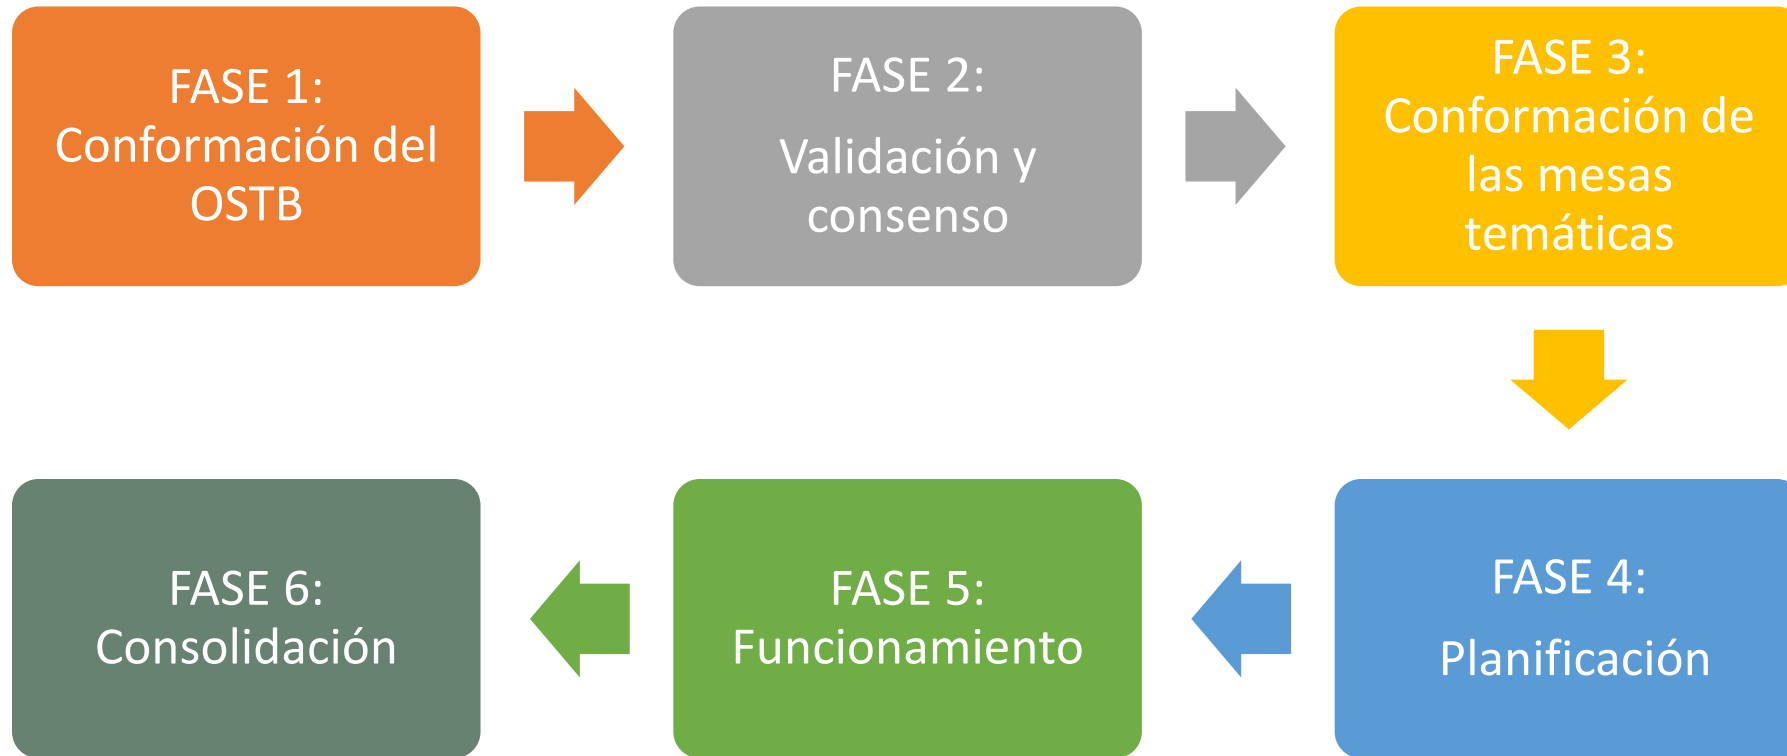 FASE 1:
Conformación del
OSTB
FASE 2:
Validación y
consenso
FASE 3:
Conformación de
las mesas
temáticas
FASE 4:
Planificación
FASE 5:
Funcionamiento
FASE 6:
Consolidación